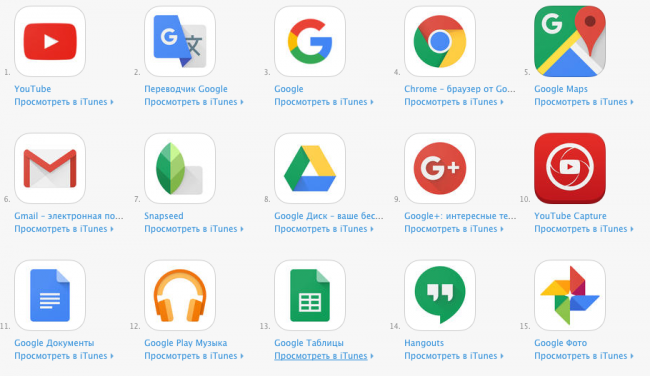 G
文
G
G+
1.
2.
3.
4.
5.
YouTube
Переводчик Google
Google
Chrome – браузер от Go...
Google Maps
Просмотреть в iTunes
Просмотреть в iTunes
Просмотреть в iTunes
Просмотреть в iTunes
Просмотреть в iTunes
6.
7.
8.
9.
10.
Gmail – электронная по...
Snapseed
Google Диск – ваше бес...
Google+: интересные те...
YouTube Capture
Просмотреть в iTunes
Просмотреть в iTunes
Просмотреть в iTunes
Просмотреть в iTunes
Просмотреть в iTunes
11.
12.
13.
14.
15.
Google Документы
Google Play Музыка
Google Таблицы
Hangouts
Google Фото
Просмотреть в iTunes
Просмотреть в iTunes
Просмотреть в iTunes
Просмотреть в iTunes
Просмотреть в iTunes